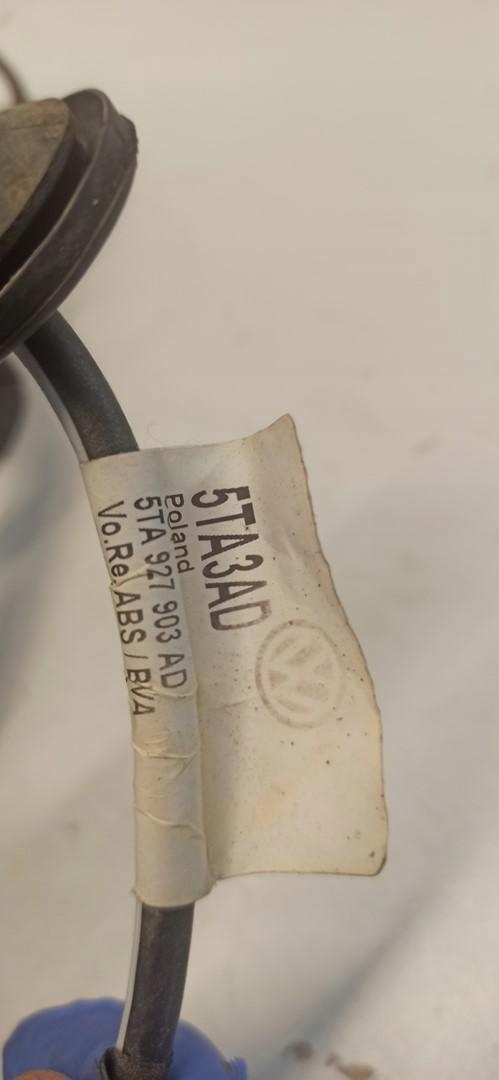 5TA3AD
Poland
5TA 927 903 AD
Vo.Re.ABS / BVA